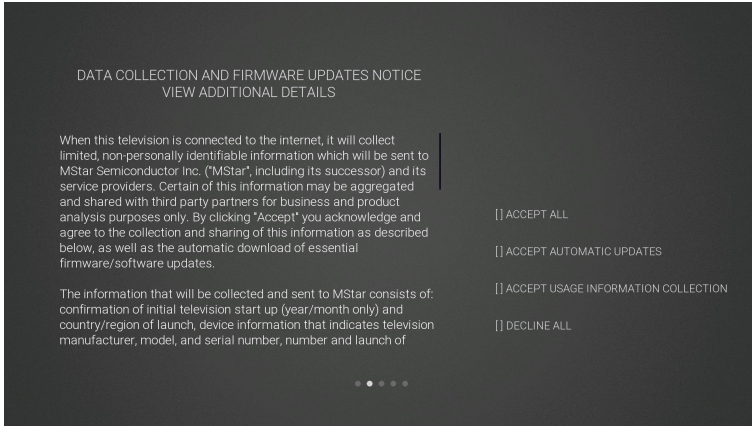 DATA COLLECTION AND FIRMWARE UPDATES NOTICE
VIEW ADDITIONAL DETAILS
When this television is connected to the internet, it will collect
limited, non-personally identifiable information which will be sent to
MStar Semiconductor Inc. ("MStar", including its successor) and its
service providers. Certain of this information may be aggregated
and shared with third party partners for business and product
analysis purposes only. By clicking "Accept" you acknowledge and
agree to the collection and sharing of this information as described
below, as well as the automatic download of essential
firmware/software updates.
The information that will be collected and sent to MStar consists of:
confirmation of initial television start up (year/month only) and
country/region of launch, device information that indicates television
manufacturer, model, and serial number, number and launch of
[ ] ACCEPT ALL
[ ] ACCEPT AUTOMATIC UPDATES
[ ] ACCEPT USAGE INFORMATION COLLECTION
[ ] DECLINE ALL